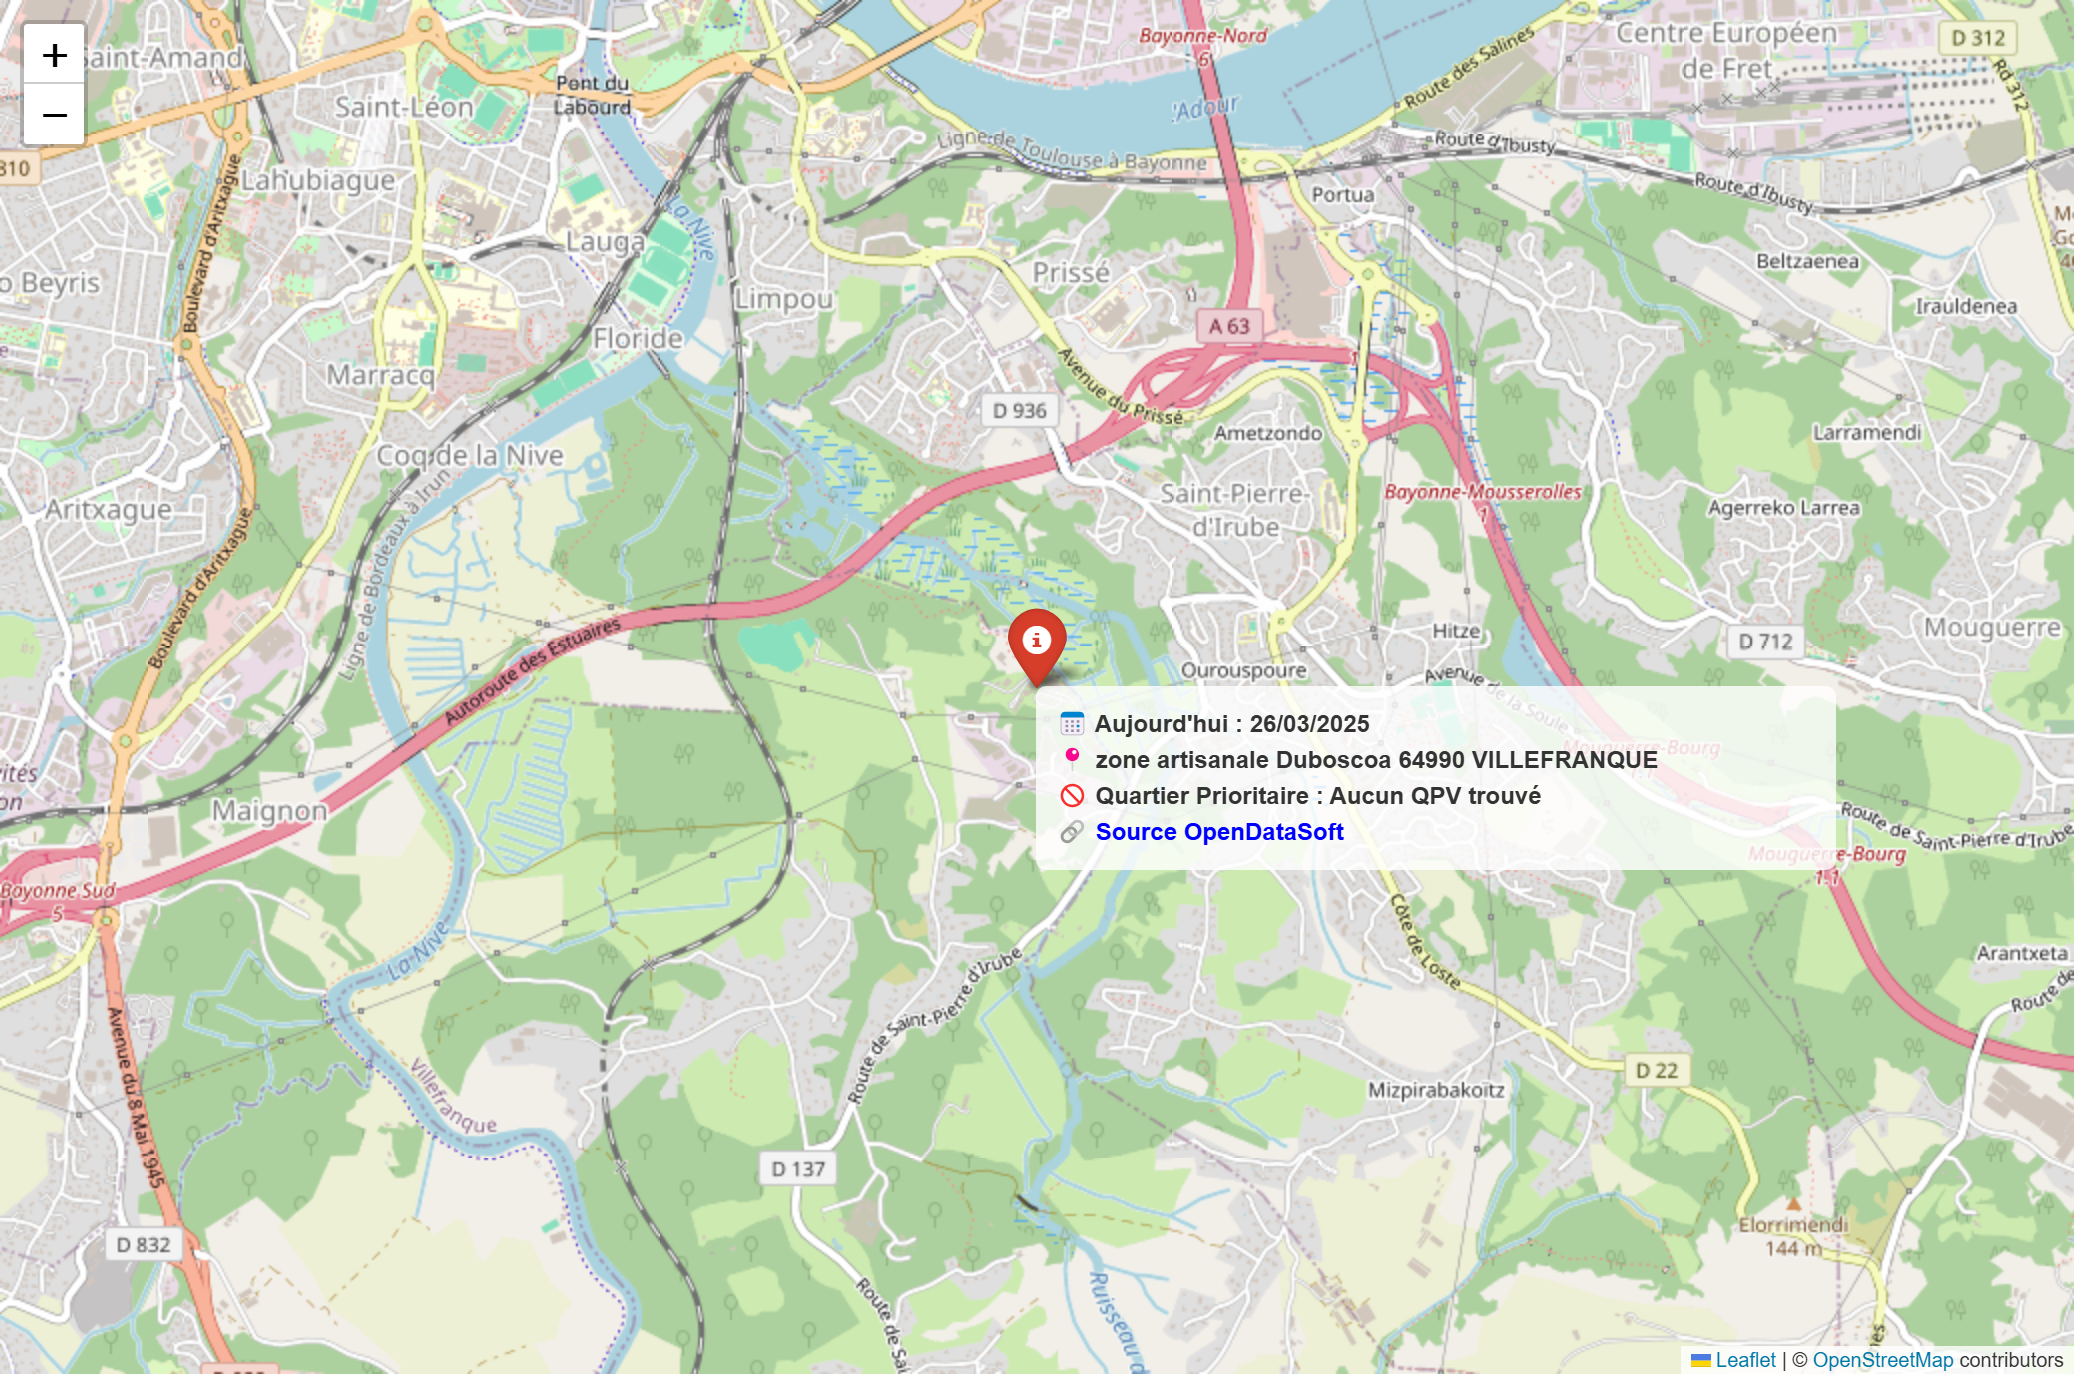 +
−
Saint-Amand
Saint-Léon
Pont du
Labourd
Bayonne-Nord
6
Centre Européen
de Fret
D 312
Rd 312
Route des Salines
l'Adour
Ligne de Toulouse à Bayonne
Route d'Ibusty
Route d'Ibusty
810
Lahubiague
Boulevard d'Aritxague
La Nive
Lauga
Portua
Prissé
Limpou
Beltzaenea
Irauldenea
o Beyris
Floride
A 63
Marracq
Avenue du Prissé
D 936
Ametzondo
Larramendi
Coq de la Nive
Saint-Pierre-
d'Irube
Bayonne-Mousserolles
1
Agerreko Larrea
Aritxague
Ligne de Bordeaux à Irun
Boulevard d'Aritxague
Autoroute des Estuaires
Hitze
D 712
Mouguerre
Ourouspoure
Avenue de la Soule
Aujourd'hui : 26/03/2025
zone artisanale Duboscoa 64990 VILLEFRANQUE
Quartier Prioritaire : Aucun QPV trouvé
Source OpenDataSoft
Mouguerre-Bourg
1.1
Maignon
Route de Saint-Pierre d'Irube
Mouguerre-Bourg
1.1
Bayonne Sud
5
La Nive
Côte de Loste
Arantxeta
Route de
Route de Saint-Pierre d'Irube
Avenue du 8 Mai 1945
Villefranque
D 22
Mizpirabakoitz
D 137
Elorrimendi
144 m
D 832
Route de Sai
Ruisseau d
Leaflet | © OpenStreetMap contributors